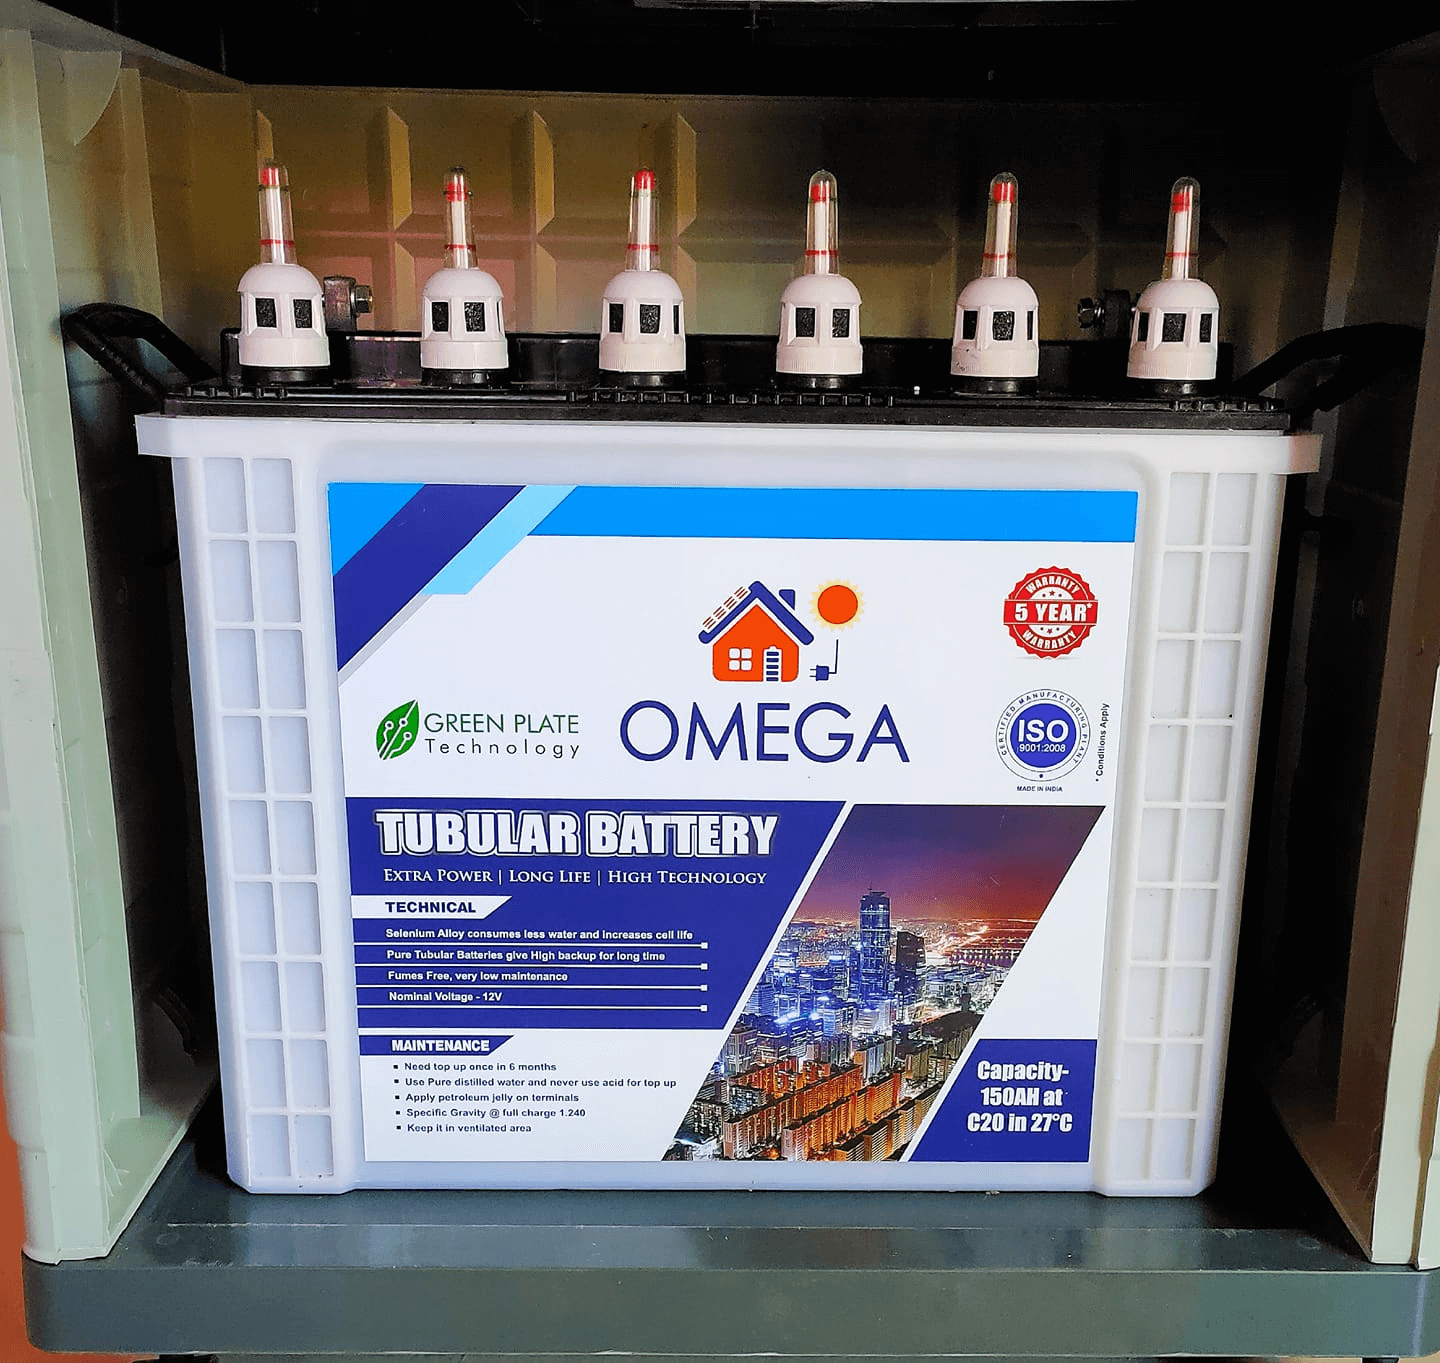 WARRANTY
5 YEAR*
WARRANTY
GREEN PLATE
Technology
OMEGA
CERTIFIED MANUFACTURING PLANT
ISO
9001:2008
MADE IN INDIA
* Conditions Apply
TUBULAR BATTERY
EXTRA POWER | LONG LIFE | HIGH TECHNOLOGY
TECHNICAL
Selenium Alloy consumes less water and increases cell life
Pure Tubular Batteries give High backup for long time
Fumes Free, very low maintenance
Nominal Voltage - 12V
MAINTENANCE
▪ Need top up once in 6 months
▪ Use Pure distilled water and never use acid for top up
▪ Apply petroleum jelly on terminals
▪ Specific Gravity @ full charge 1.240
▪ Keep it in ventilated area
Capacity-
150AH at
C20 in 27°C